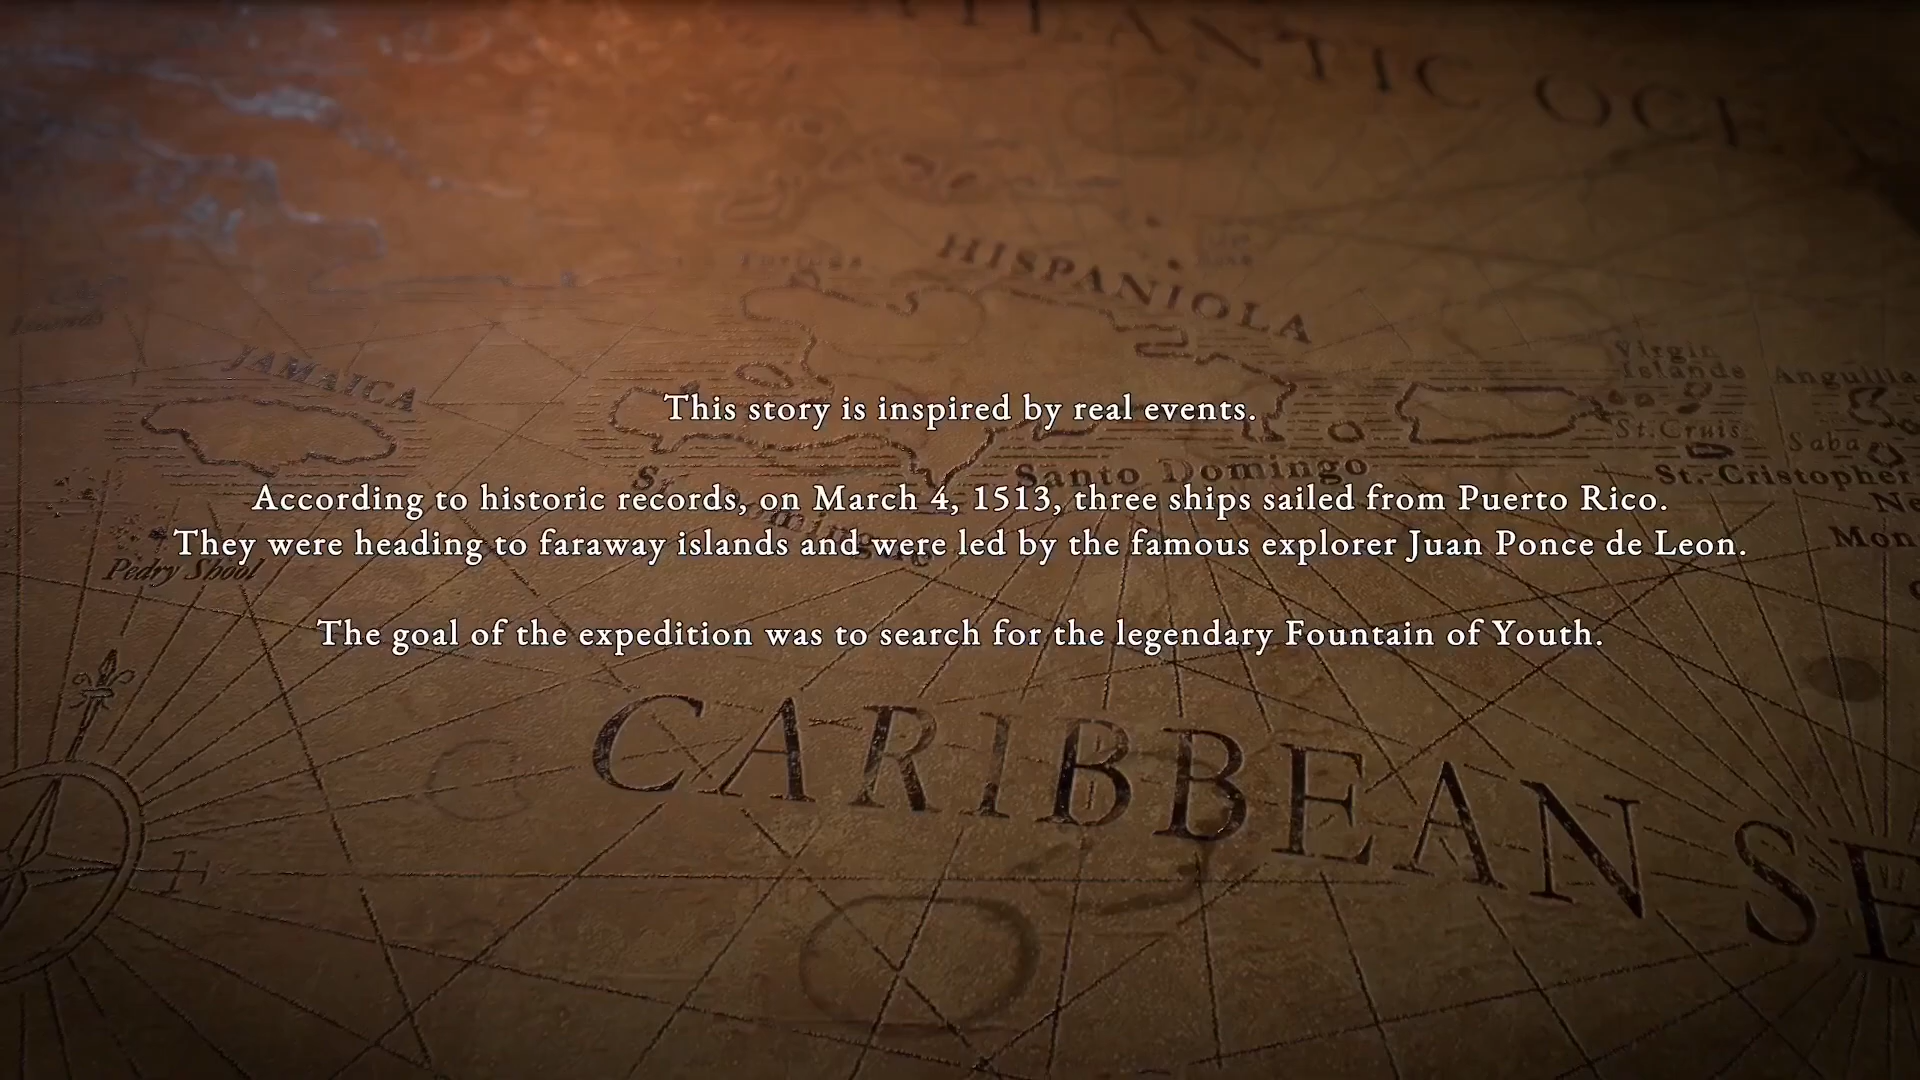 HISPANIOLA
JAMAICA
Virgin
Islands
Anguilla
This story is inspired by real events.
St. Cruis
Saba
Santo Domingo
St.-Cristopher
According to historic records, on March 4, 1513, three ships sailed from Puerto Rico.
They were heading to faraway islands and were led by the famous explorer Juan Ponce de Leon.
Pedry Shool
The goal of the expedition was to search for the legendary Fountain of Youth.
CARIBBEAN SE